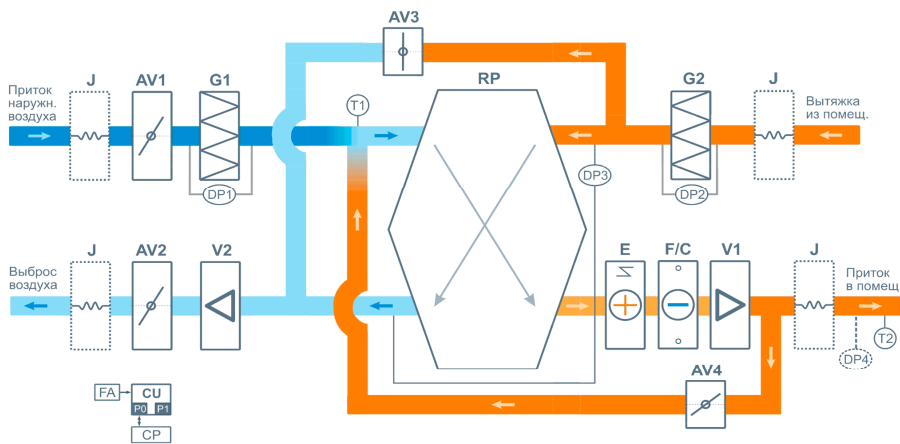 AV3
J
AV1
G1
RP
G2
J
Приток
наружн.
воздуха
T1
Вытяжка
из помещ.
DP1
DP3
DP2
J
AV2
V2
E
F/C
V1
J
Выброс
воздуха
Приток
в помещ
T2
DP4
AV4
FA
CU
P0 P1
CP